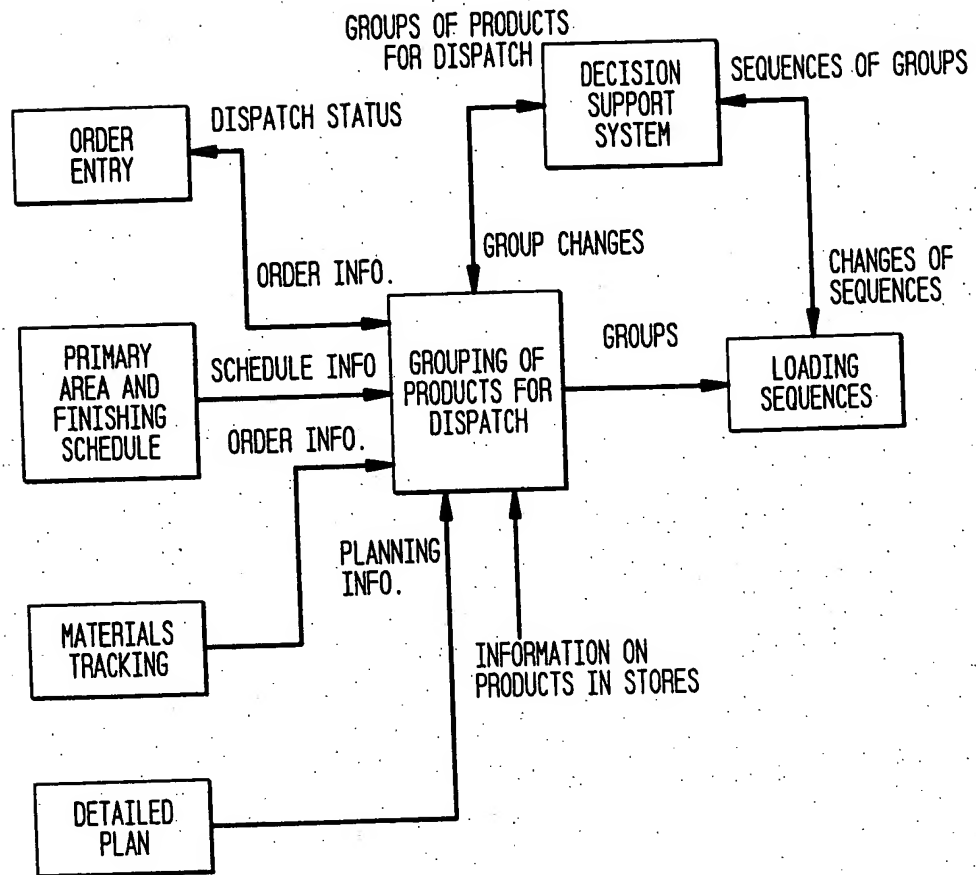 GROUPS OF PRODUCTS
FOR DISPATCH
DECISION
SUPPORT
SYSTEM
SEQUENCES OF GROUPS
ORDER
ENTRY
DISPATCH STATUS
GROUP CHANGES
ORDER INFO.
CHANGES OF
SEQUENCES
PRIMARY
AREA AND
FINISHING
SCHEDULE
SCHEDULE INFO
GROUPING OF
PRODUCTS FOR
DISPATCH
GROUPS
LOADING
SEQUENCES
ORDER INFO.
PLANNING
INFO.
MATERIALS
TRACKING
INFORMATION ON
PRODUCTS IN STORES
DETAILED
PLAN